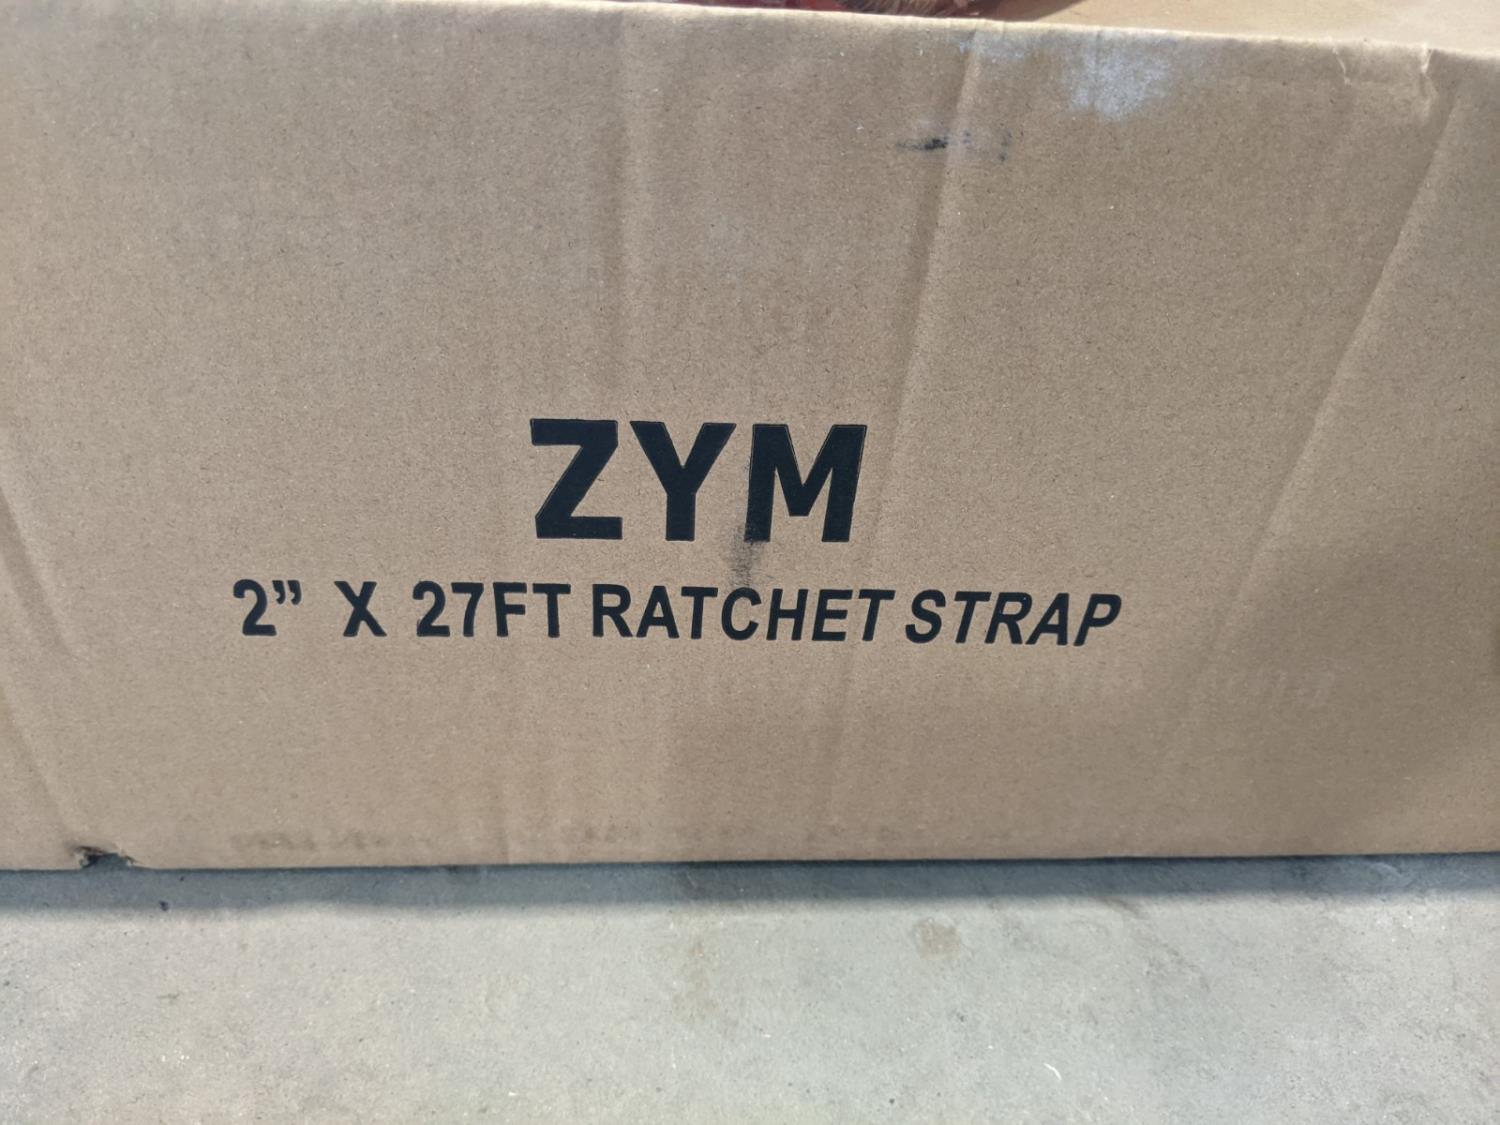 ZYM
2” X 27FT RATCHET STRAP